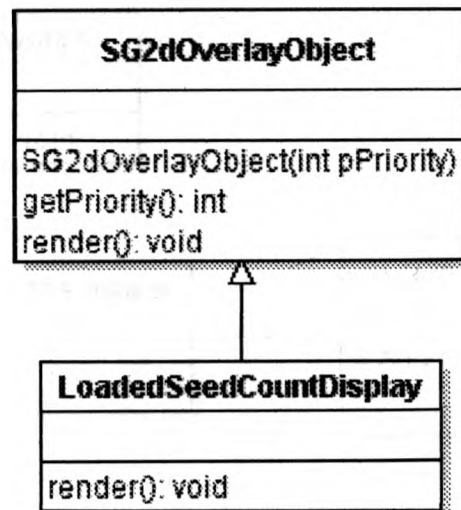 SG2dOverlayObject
SG2dOverlayObject(int pPriority)
getPriority(): int
render(): void
LoadedSeedCountDisplay
render(): void